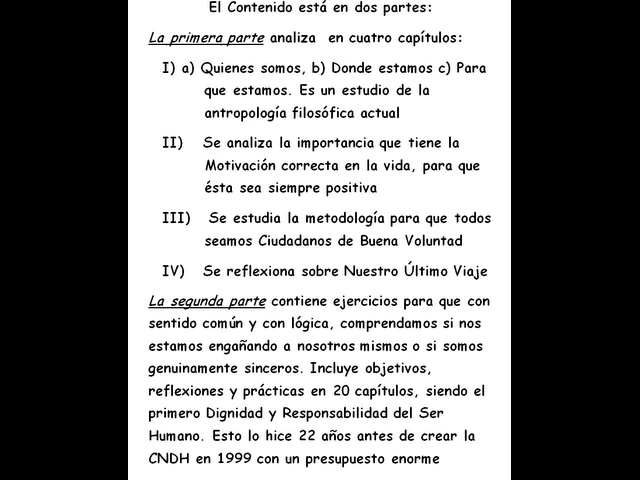 El Contenido está en dos partes:
La primera parte analiza en cuatro capítulos:
I) a) Quienes somos, b) Donde estamos c) Para
que estamos. Es un estudio de la
antropología filosófica actual
II) Se analiza la importancia que tiene la
Motivación correcta en la vida, para que
ésta sea siempre positiva
III) Se estudia la metodología para que todos
seamos Ciudadanos de Buena Voluntad
IV) Se reflexiona sobre Nuestro Último Viaje
La segunda parte contiene ejercicios para que con
sentido común y con lógica, comprendamos si nos
estamos engañando a nosotros mismos o si somos
genuinamente sinceros. Incluye objetivos,
reflexiones y prácticas en 20 capítulos, siendo el
primero Dignidad y Responsabilidad del Ser
Humano. Esto lo hice 22 años antes de crear la
CNDH en 1999 con un presupuesto enorme